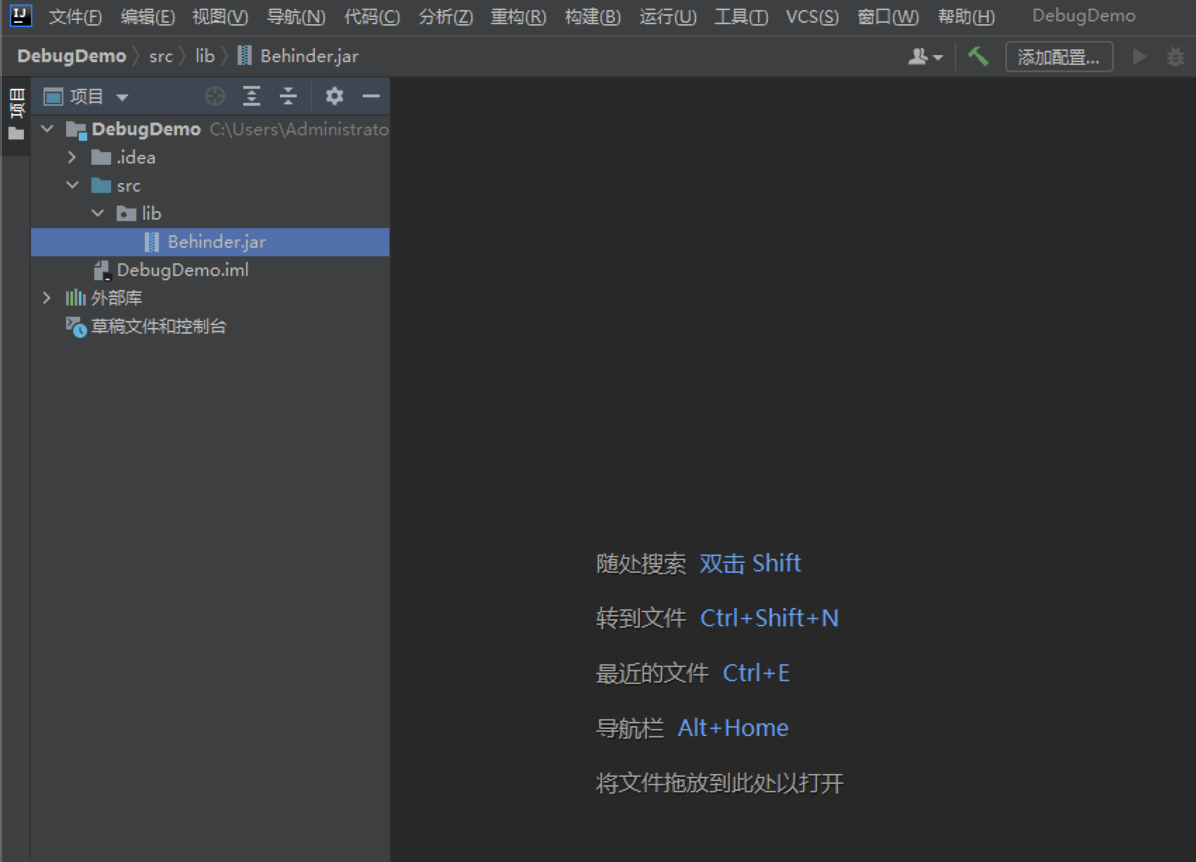 IJ 文件(F) 编辑(E) 视图(V) 导航(N) 代码(C) 分析(Z) 重构(R) 构建(B) 运行(U) 工具(T) VCS(S) 窗口(W) 帮助(H) DebugDemo
DebugDemo src lib Behinder.jar 添加配置...
项目
项目
DebugDemo C:\Users\Administrato
.idea
src
lib
Behinder.jar
DebugDemo.iml
外部库
草稿文件和控制台
随处搜索 双击 Shift
转到文件 Ctrl+Shift+N
最近的文件 Ctrl+E
导航栏 Alt+Home
将文件拖放到此处以打开